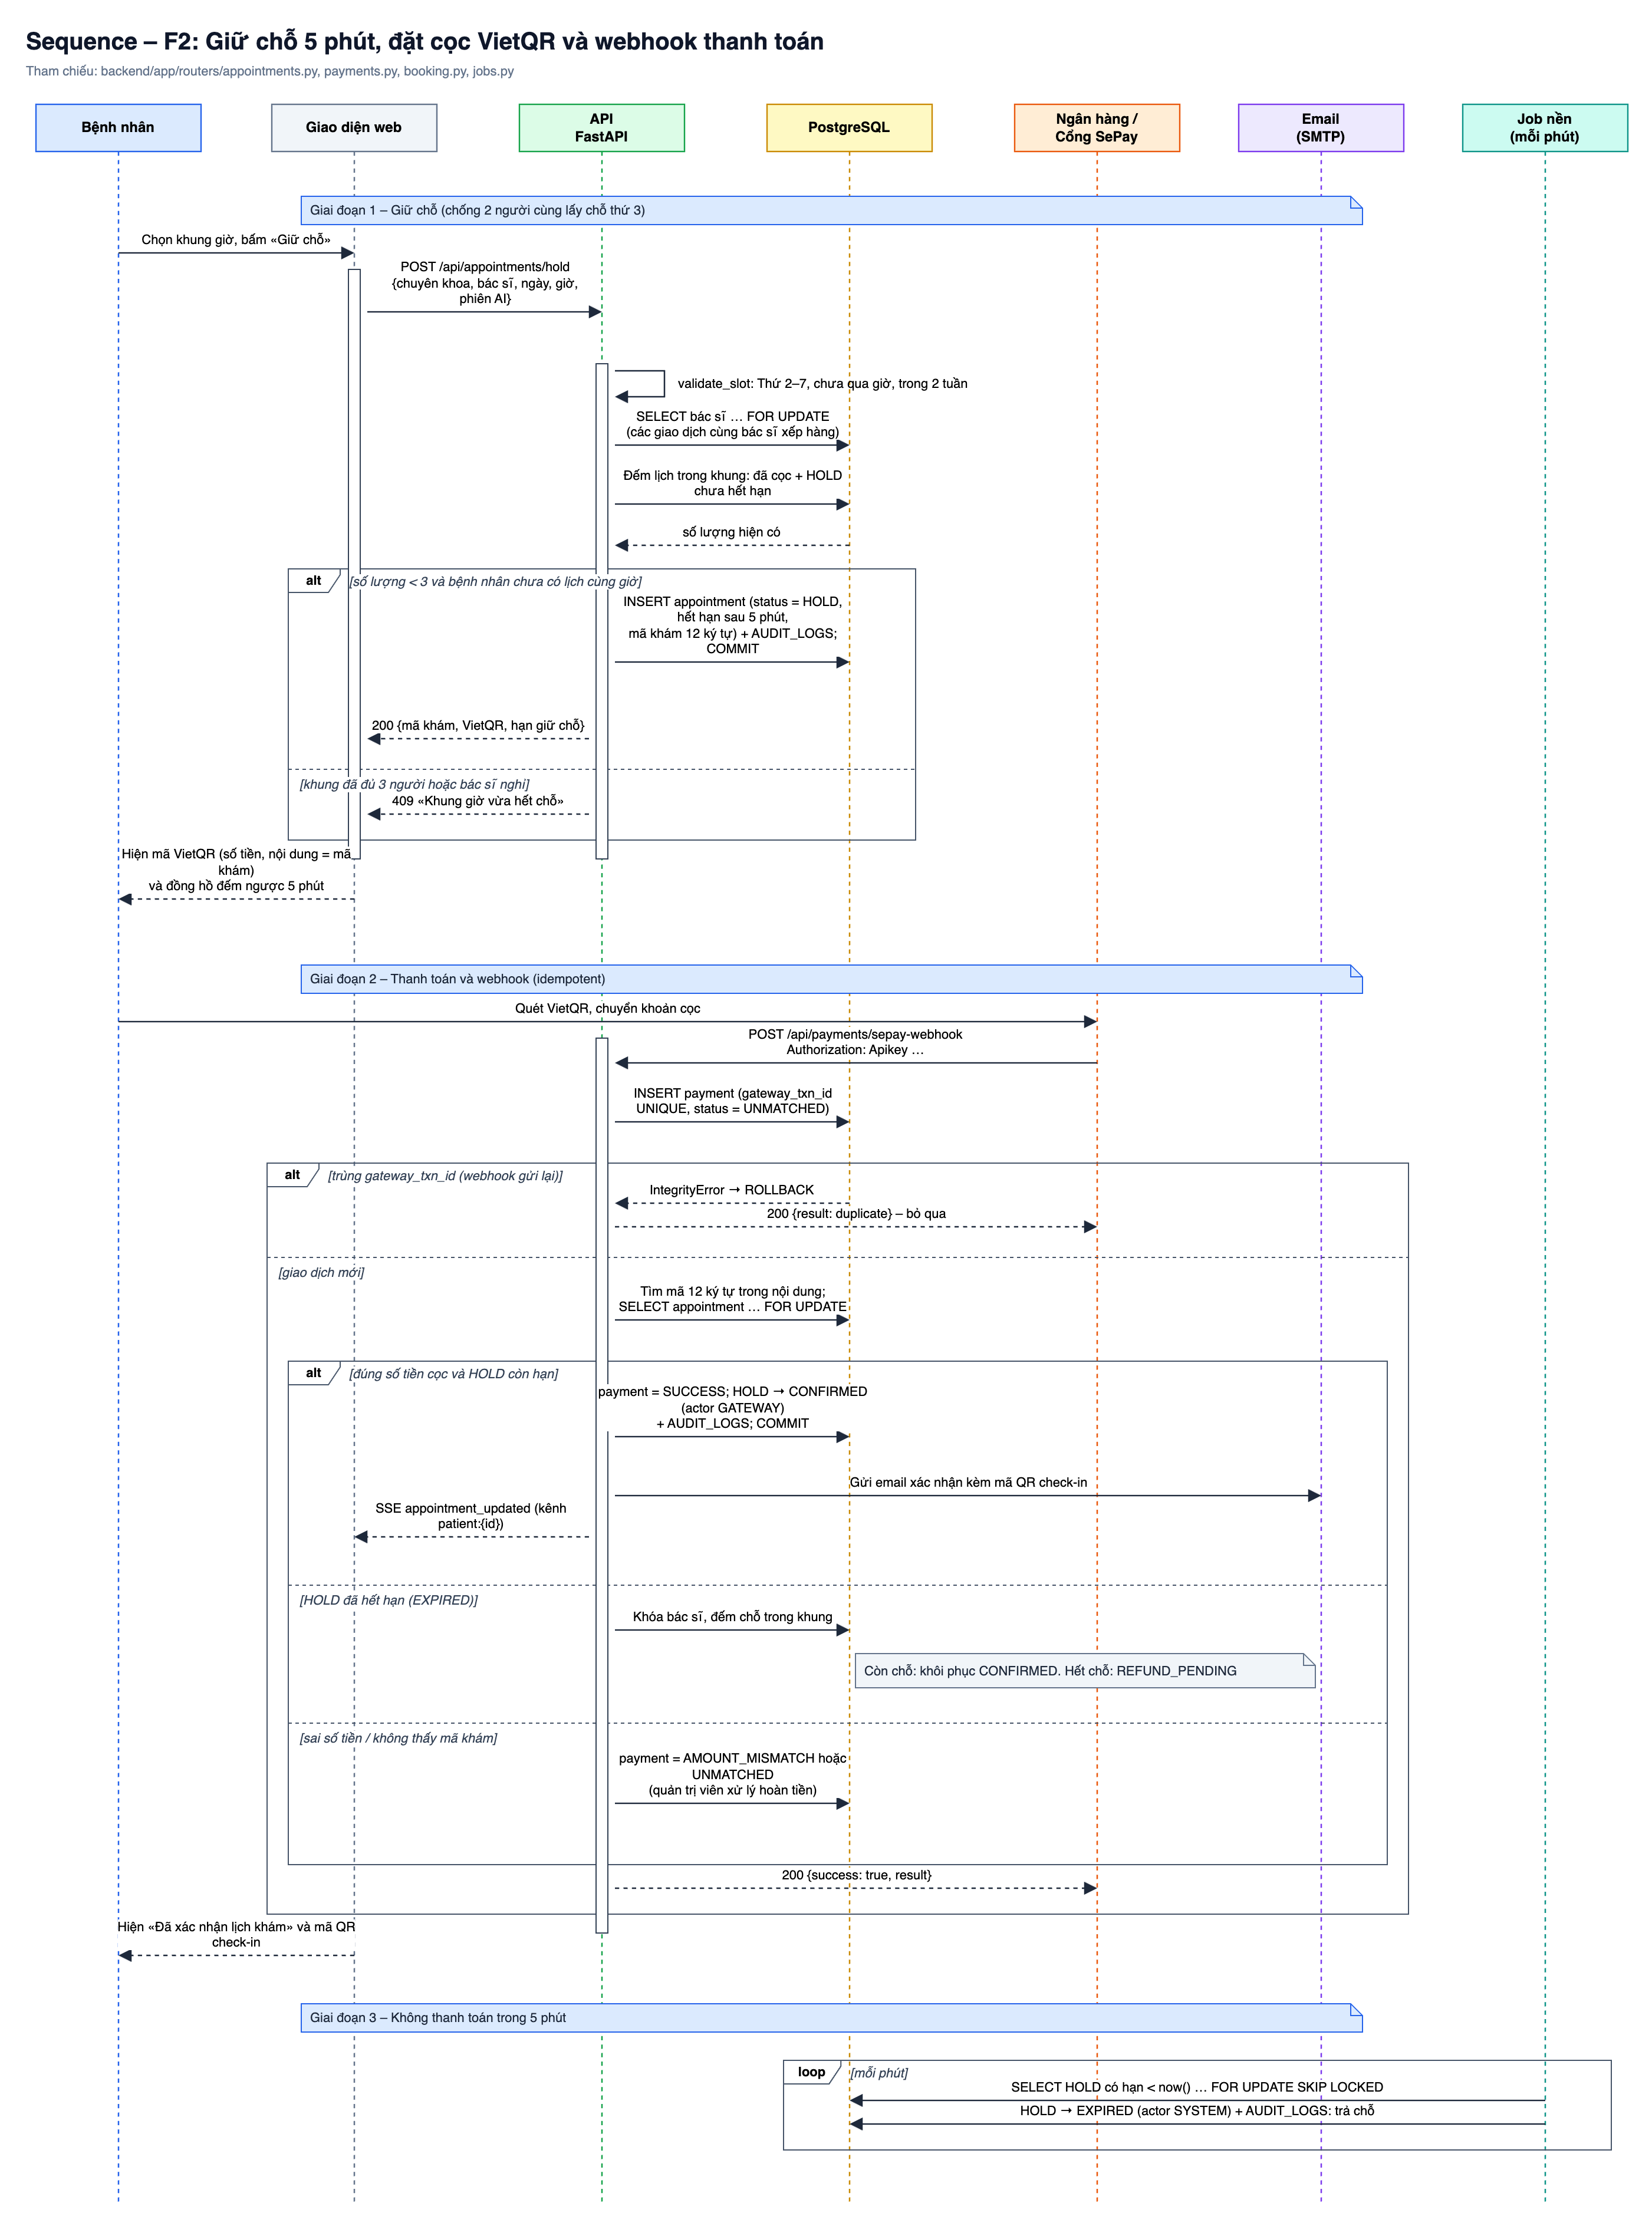 Sequence – F2: Giữ chỗ 5 phút, đặt cọc VietQR và webhook thanh toán
Tham chiếu: backend/app/routers/appointments.py, payments.py, booking.py, jobs.py
Bệnh nhân
Giao diện web
API
FastAPI
PostgreSQL
Ngân hàng /
Cổng SePay
Email
(SMTP)
Job nền
(mỗi phút)
Giai đoạn 1 – Giữ chỗ (chống 2 người cùng lấy chỗ thứ 3)
Chọn khung giờ, bấm «Giữ chỗ»
POST /api/appointments/hold
{chuyên khoa, bác sĩ, ngày, giờ,
phiên AI}
validate_slot: Thứ 2–7, chưa qua giờ, trong 2 tuần
SELECT bác sĩ … FOR UPDATE
(các giao dịch cùng bác sĩ xếp hàng)
Đếm lịch trong khung: đã cọc + HOLD
chưa hết hạn
số lượng hiện có
alt
[số lượng < 3 và bệnh nhân chưa có lịch cùng giờ]
INSERT appointment (status = HOLD,
hết hạn sau 5 phút,
mã khám 12 ký tự) + AUDIT_LOGS;
COMMIT
200 {mã khám, VietQR, hạn giữ chỗ}
[khung đã đủ 3 người hoặc bác sĩ nghỉ]
409 «Khung giờ vừa hết chỗ»
Hiện mã VietQR (số tiền, nội dung = mã
khám)
và đồng hồ đếm ngược 5 phút
Giai đoạn 2 – Thanh toán và webhook (idempotent)
Quét VietQR, chuyển khoản cọc
POST /api/payments/sepay-webhook
Authorization: Apikey …
INSERT payment (gateway_txn_id
UNIQUE, status = UNMATCHED)
alt
[trùng gateway_txn_id (webhook gửi lại)]
IntegrityError → ROLLBACK
200 {result: duplicate} – bỏ qua
[giao dịch mới]
Tìm mã 12 ký tự trong nội dung;
SELECT appointment … FOR UPDATE
alt
[đúng số tiền cọc và HOLD còn hạn]
payment = SUCCESS; HOLD → CONFIRMED
(actor GATEWAY)
+ AUDIT_LOGS; COMMIT
Gửi email xác nhận kèm mã QR check-in
SSE appointment_updated (kênh
patient:{id})
[HOLD đã hết hạn (EXPIRED)]
Khóa bác sĩ, đếm chỗ trong khung
Còn chỗ: khôi phục CONFIRMED. Hết chỗ: REFUND_PENDING
[sai số tiền / không thấy mã khám]
payment = AMOUNT_MISMATCH hoặc
UNMATCHED
(quản trị viên xử lý hoàn tiền)
200 {success: true, result}
Hiện «Đã xác nhận lịch khám» và mã QR
check-in
Giai đoạn 3 – Không thanh toán trong 5 phút
loop
[mỗi phút]
SELECT HOLD có hạn < now() … FOR UPDATE SKIP LOCKED
HOLD → EXPIRED (actor SYSTEM) + AUDIT_LOGS: trả chỗ